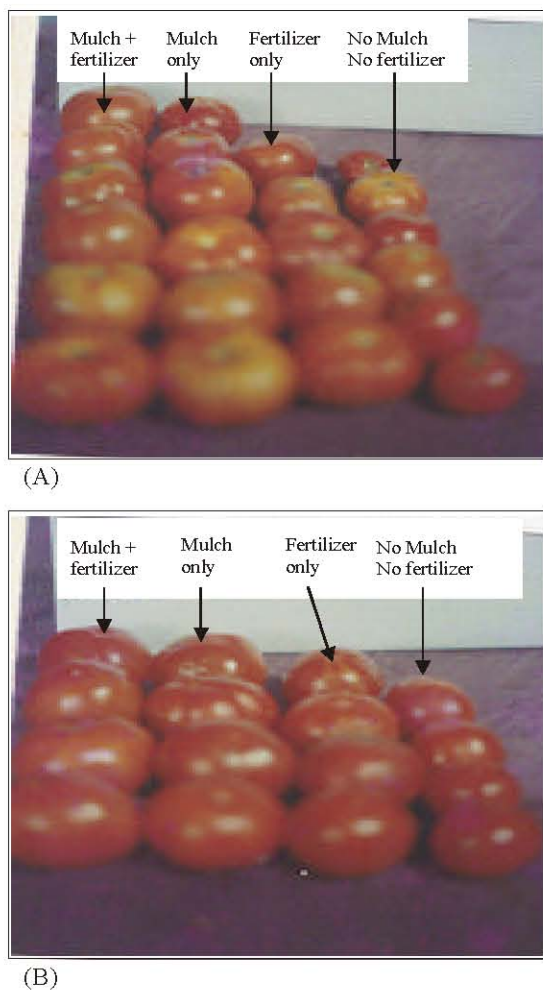 Mulch +
fertilizer
Mulch
only
Fertilizer
only
No Mulch
No fertilizer
(A)
Mulch +
fertilizer
Mulch
only
Fertilizer
only
No Mulch
No fertilizer
(B)